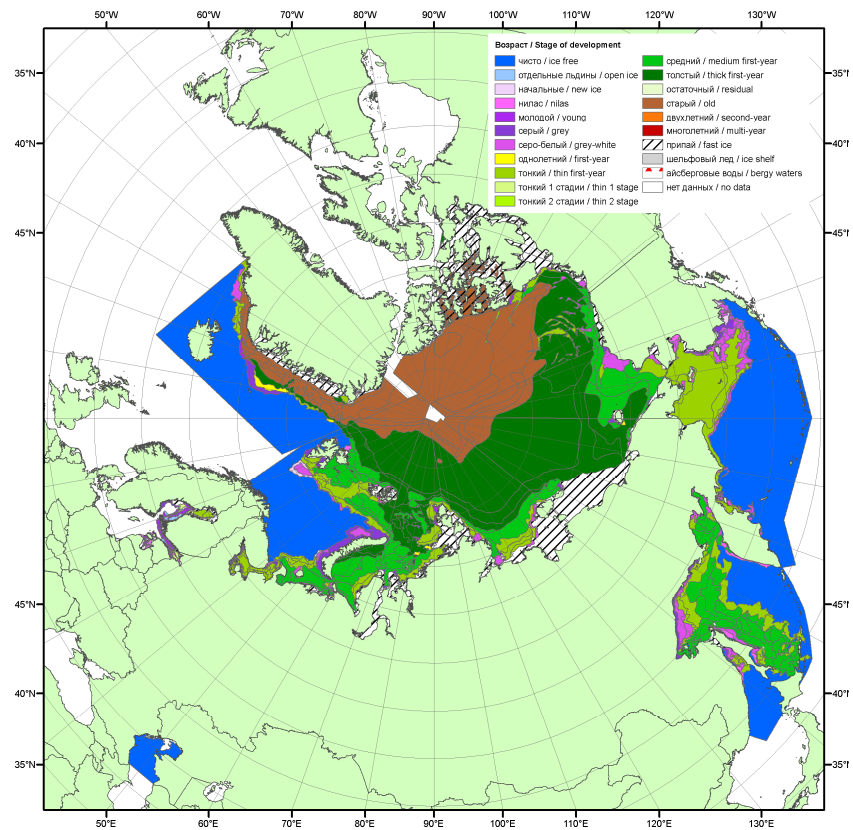 50°W 60°W 70°W 80°W 90°W 100°W 110°W 120°W 130°W
Возраст / Stage of development
чисто / ice free
отдельные льдины / open ice
начальные / new ice
нилас / nilas
молодой / young
серый / grey
серо-белый / grey-white
однолетний / first-year
тонкий / thin first-year
тонкий 1 стадии / thin 1 stage
тонкий 2 стадии / thin 2 stage
средний / medium first-year
толстый / thick first-year
остаточный / residual
старый / old
двухлетний / second-year
многолетний / multi-year
припай / fast ice
шельфовый лед / ice shelf
айсберговые воды / bergy waters
нет данных / no data
35°N 35°N
40°N 40°N
45°N 45°N
45°N 45°N
40°N 40°N
35°N 35°N
50°E 60°E 70°E 80°E 90°E 100°E 110°E 120°E 130°E